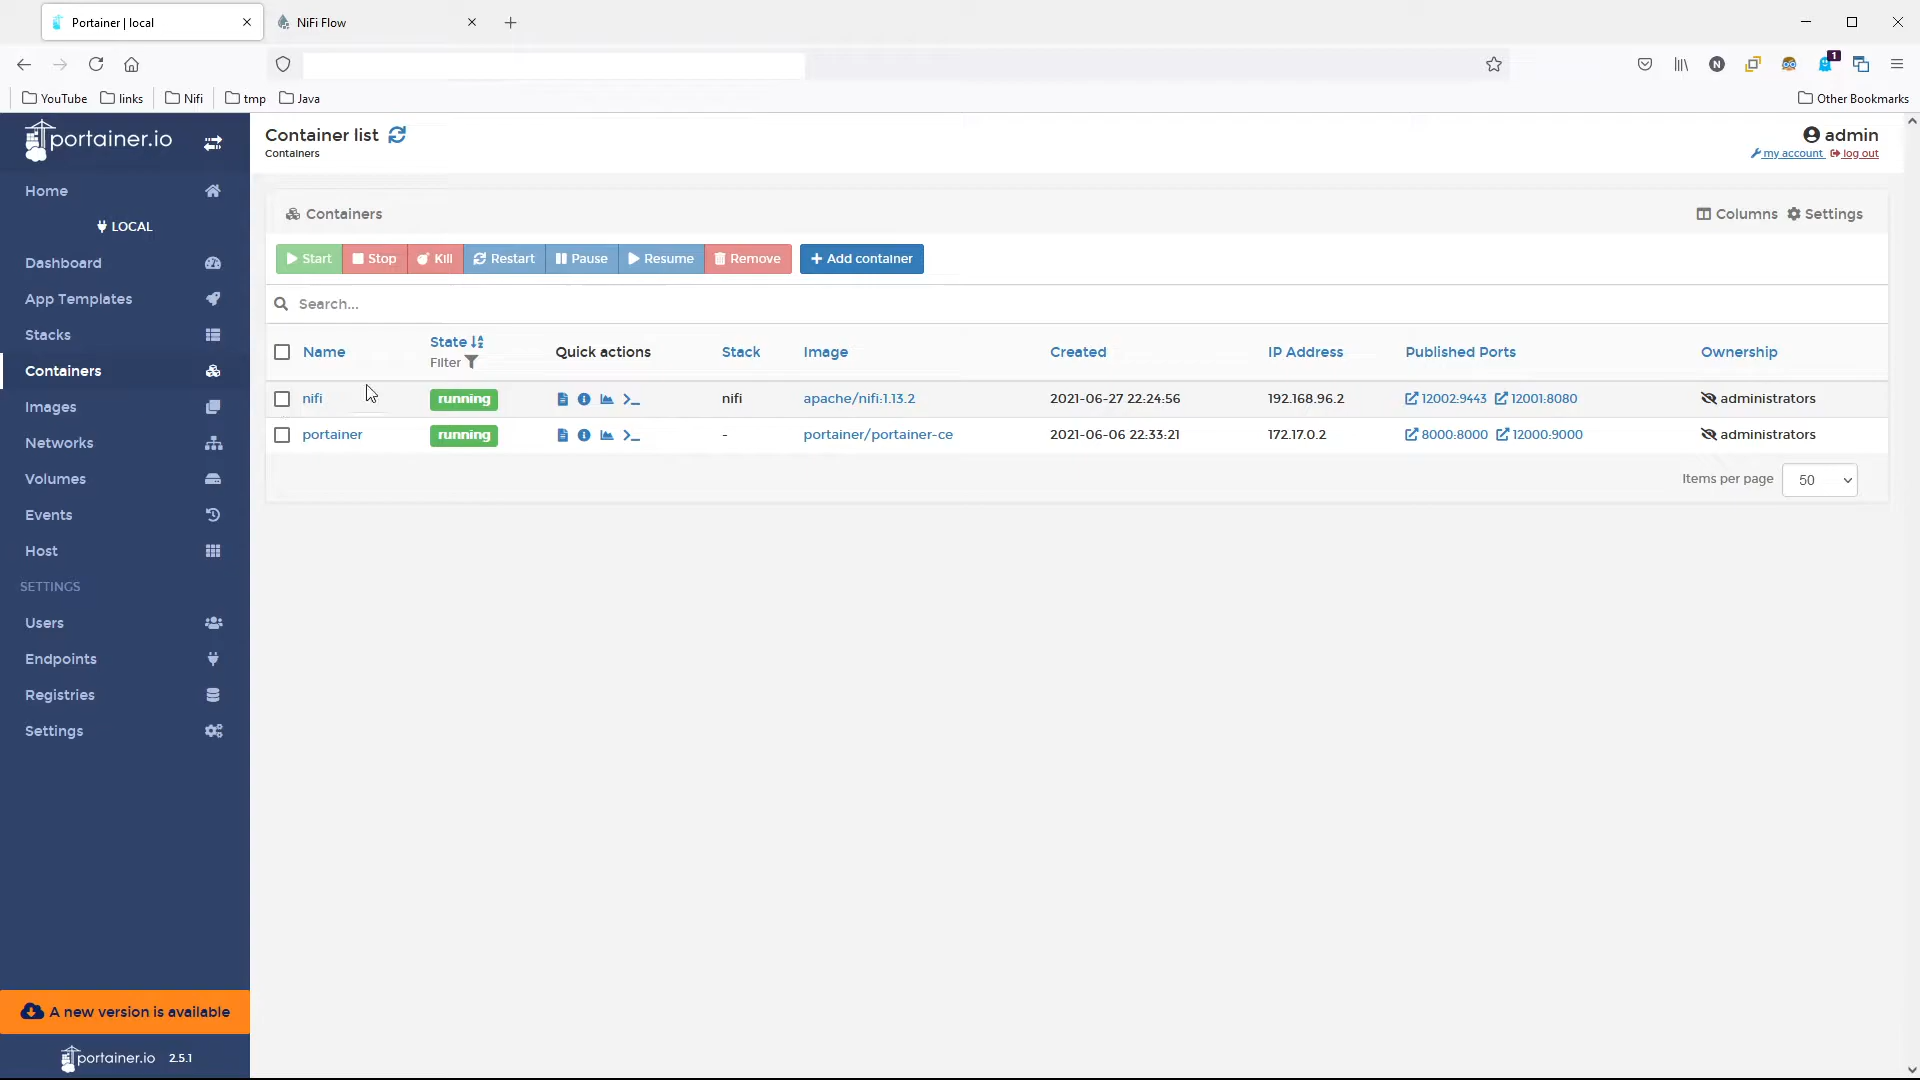 Portainer | local
NiFi Flow
1
YouTube
links
Nifi
tmp
Java
Other Bookmarks
portainer.io
Home
LOCAL
Dashboard
App Templates
Stacks
Containers
Images
Networks
Volumes
Events
Host
SETTINGS
Users
Endpoints
Registries
Settings
A new version is available
portainer.io 2.5.1
Container list
Containers
admin
my account log out
Containers
Columns Settings
Start Stop Kill Restart Pause Resume Remove Add container
Search...
Name State Quick actions Stack Image Created IP Address Published Ports Ownership
Filter
nifi running nifi apache/nifi:1.13.2 2021-06-27 22:24:56 192.168.96.2 12002:9443 12001:8080 administrators
portainer running - portainer/portainer-ce 2021-06-06 22:33:21 172.17.0.2 8000:8000 12000:9000 administrators
Items per page 50